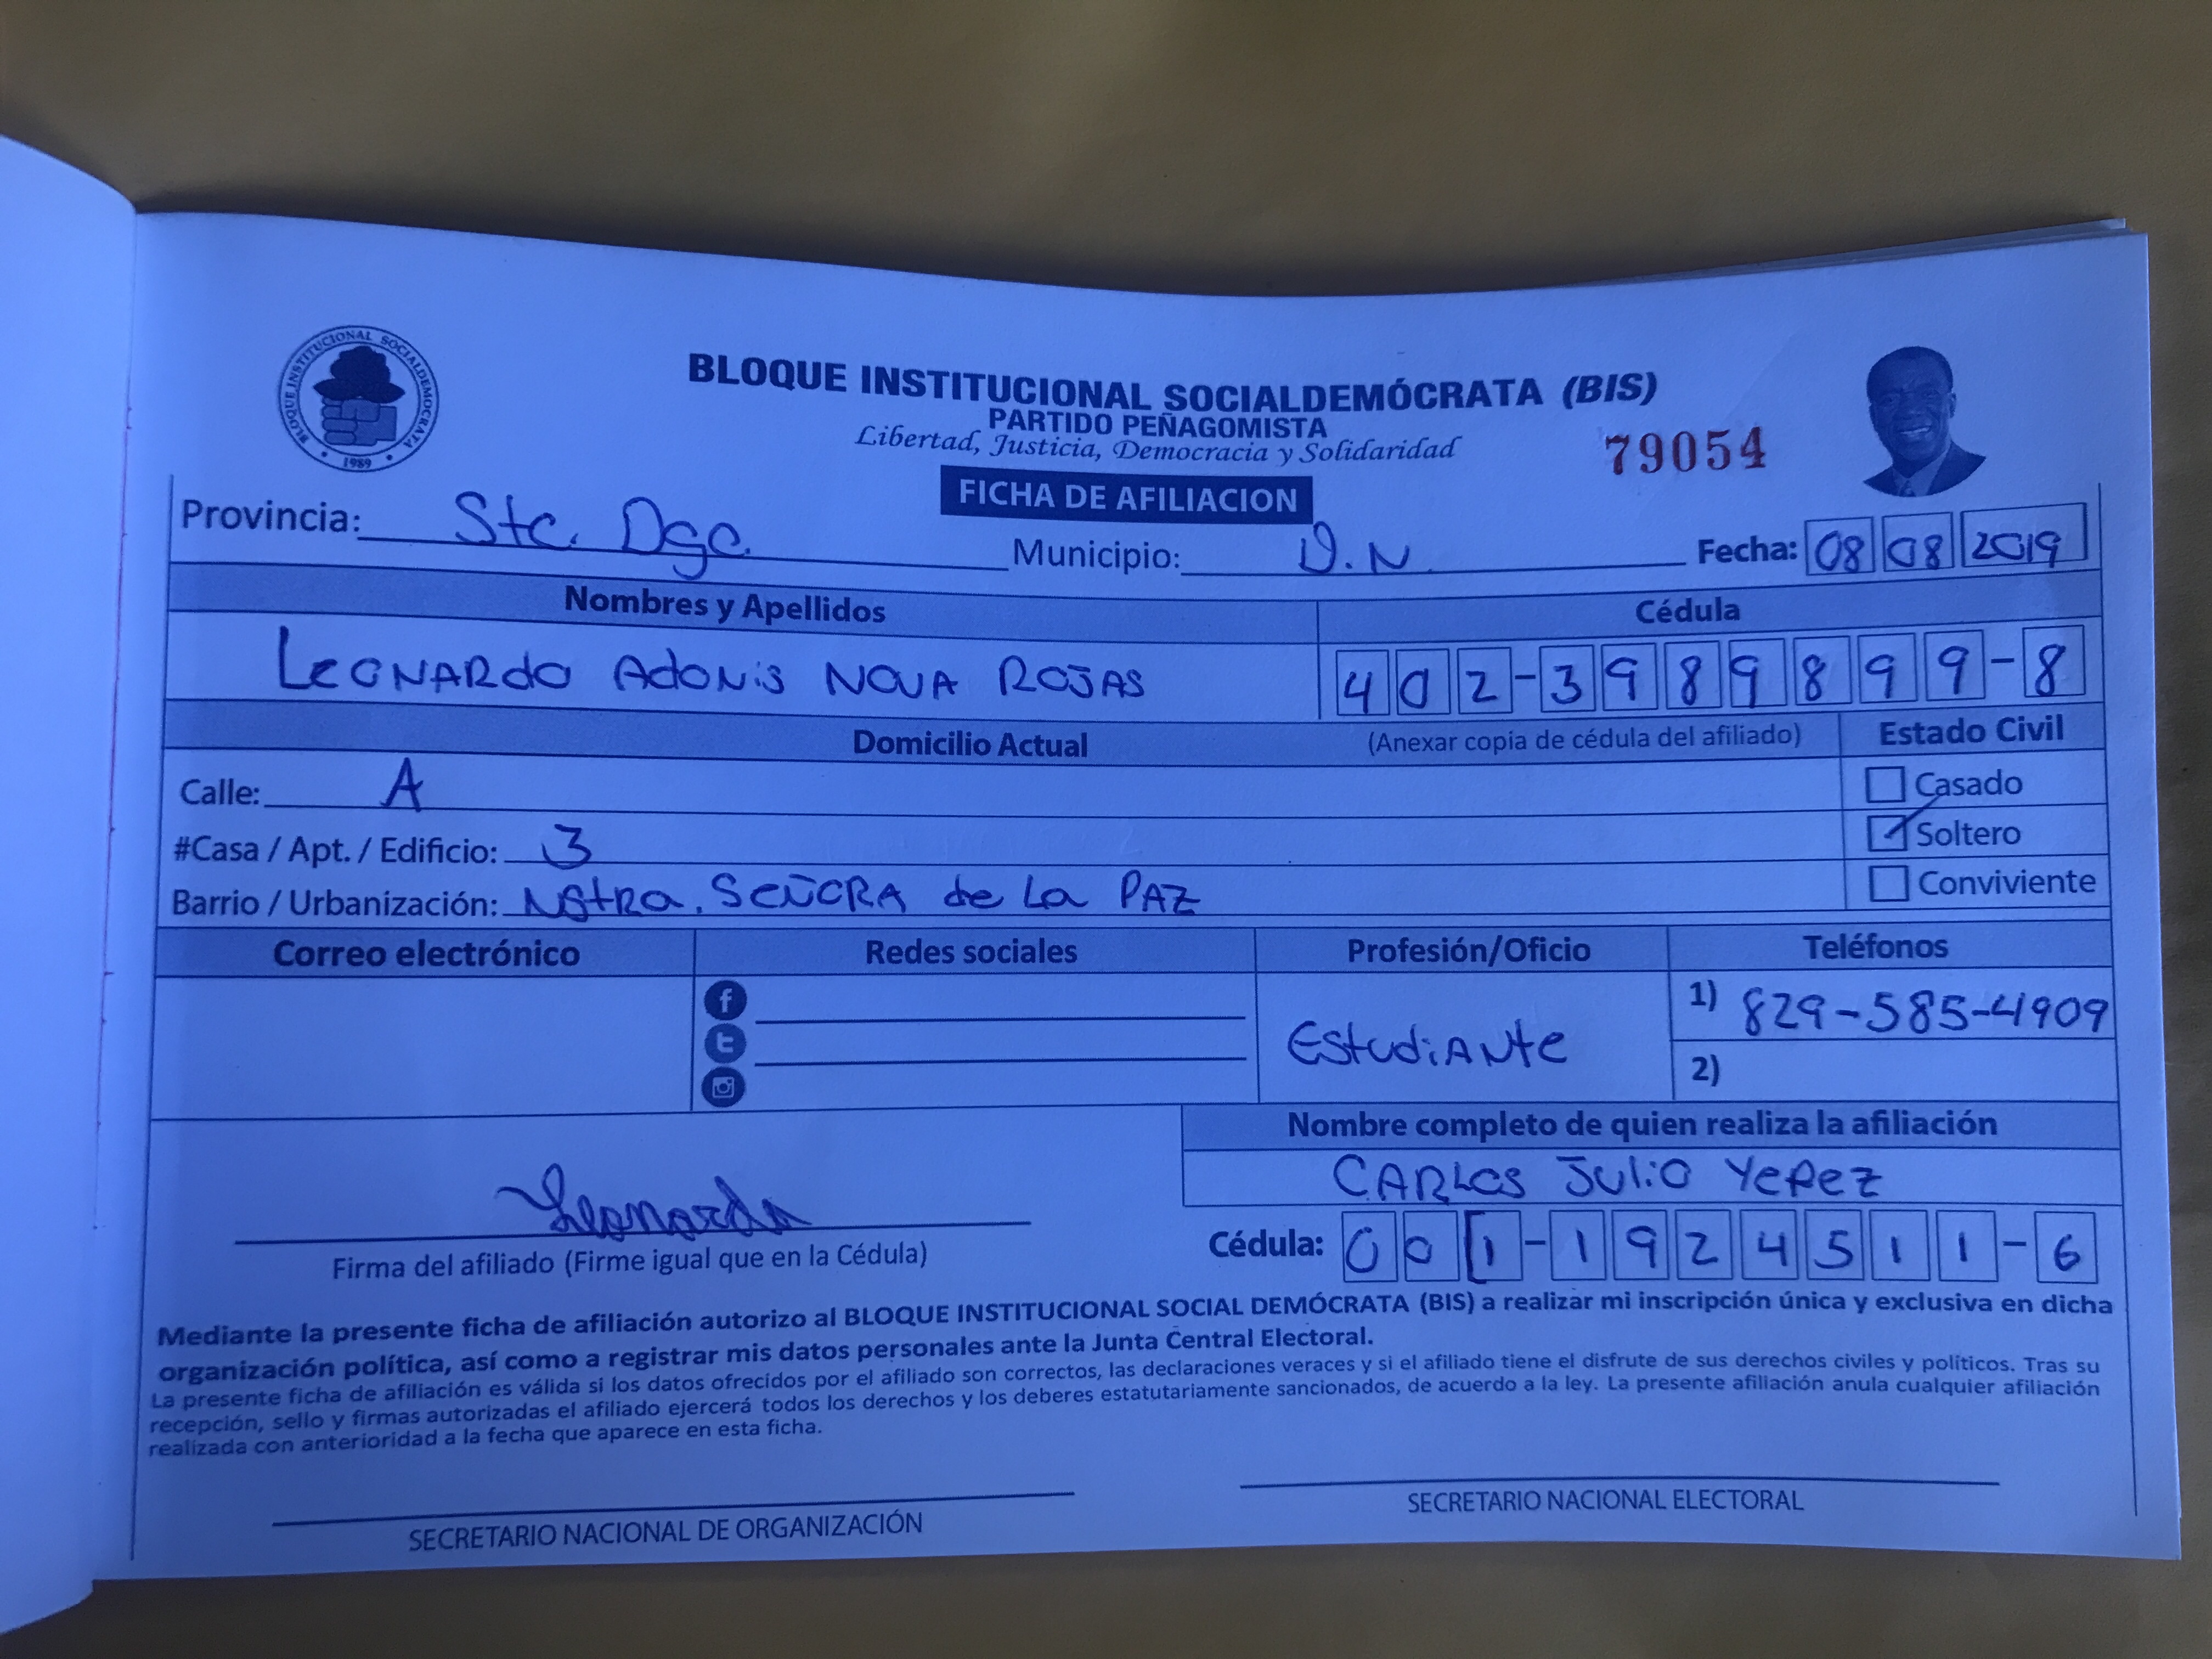 BLOQUE INSTITUCIONAL SOCIALDEMOCRATA
1989
BLOQUE INSTITUCIONAL SOCIALDEMÓCRATA (BIS)
PARTIDO PEÑAGOMISTA
Libertad, Justicia, Democracia y Solidaridad
79054
FICHA DE AFILIACION
Provincia: Sto. Dgo. Municipio: D.N. Fecha: 08 08 2019
Nombres y Apellidos Cédula
LEONARDO ADONIS NOVA ROJAS 402-3989899-8
Domicilio Actual (Anexar copia de cédula del afiliado) Estado Civil
Calle: A Casado
#Casa / Apt. / Edificio: 3 Soltero
Barrio / Urbanización: NStRa. SEÑORA de La PAZ Conviviente
Correo electrónico Redes sociales Profesión/Oficio Teléfonos
1) 829-585-4909
EStudiANte
2)
Nombre completo de quien realiza la afiliación
CARLOS JULIO YEPEZ
Leonardo
Firma del afiliado (Firme igual que en la Cédula) Cédula: 001-1924511-6
Mediante la presente ficha de afiliación autorizo al BLOQUE INSTITUCIONAL SOCIAL DEMÓCRATA (BIS) a realizar mi inscripción única y exclusiva en dicha
organización política, así como a registrar mis datos personales ante la Junta Central Electoral.
La presente ficha de afiliación es válida si los datos ofrecidos por el afiliado son correctos, las declaraciones veraces y si el afiliado tiene el disfrute de sus derechos civiles y políticos. Tras su
recepción, sello y firmas autorizadas el afiliado ejercerá todos los derechos y los deberes estatutariamente sancionados, de acuerdo a la ley. La presente afiliación anula cualquier afiliación
realizada con anterioridad a la fecha que aparece en esta ficha.
SECRETARIO NACIONAL DE ORGANIZACIÓN SECRETARIO NACIONAL ELECTORAL